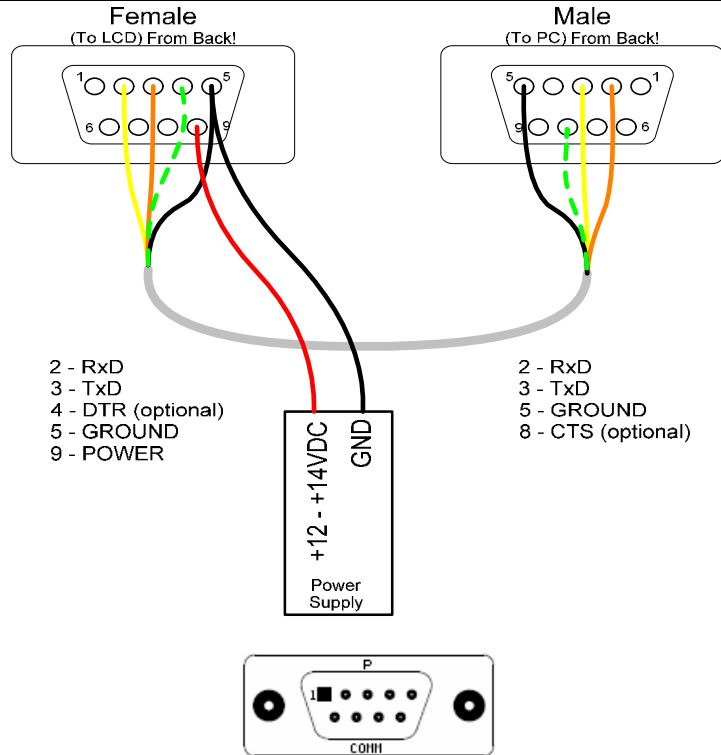 Female
(To LCD) From Back!
1
5
6
9
Male
(To PC) From Back!
5
1
9
6
2 - RxD
3 - TxD
4 - DTR (optional)
5 - GROUND
9 - POWER
2 - RxD
3 - TxD
5 - GROUND
8 - CTS (optional)
+12 - +14VDC
GND
Power
Supply
P
1
COMM